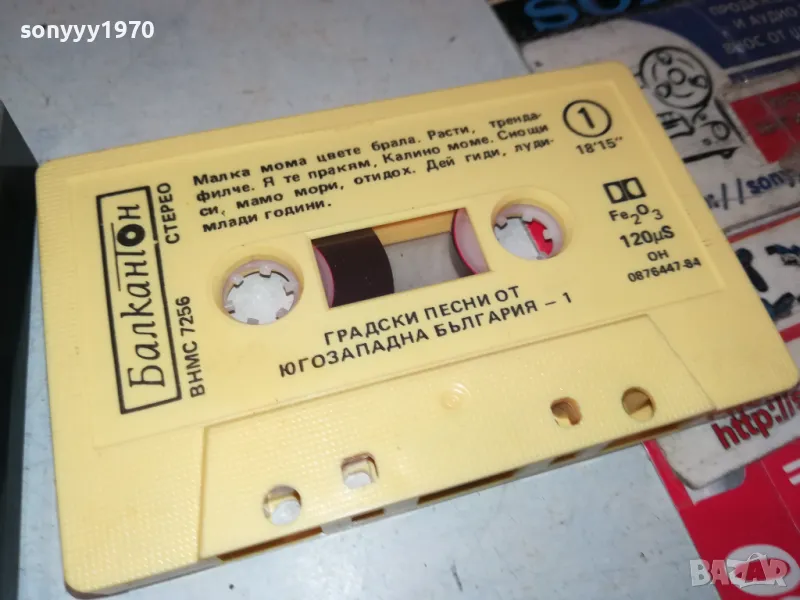 sonyyy1970
Малка мома цвете брала. Расти, тренда-
филче. Я те пракям, Калино моме. Снощи
си, мамо мори, отидох. Дей гиди, луди-
млади години.
1
18'15"
Балкантон
СТЕРЕО
ВНМС 7256
Fe2O3
120µS
ОН
0876447-84
ГРАДСКИ ПЕСНИ ОТ
ЮГОЗАПАДНА БЪЛГАРИЯ – 1
И АУДИО
http://
BAZAR